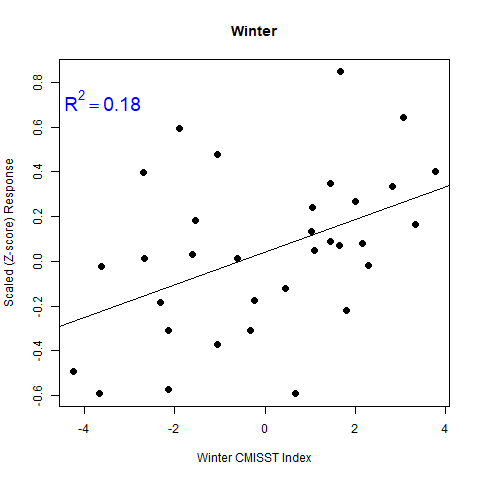 Winter
R² = 0.18
Scaled (Z-score) Response
0.8
0.6
0.4
0.2
0.0
-0.2
-0.4
-0.6
-4 -2 0 2 4
Winter CMISST Index